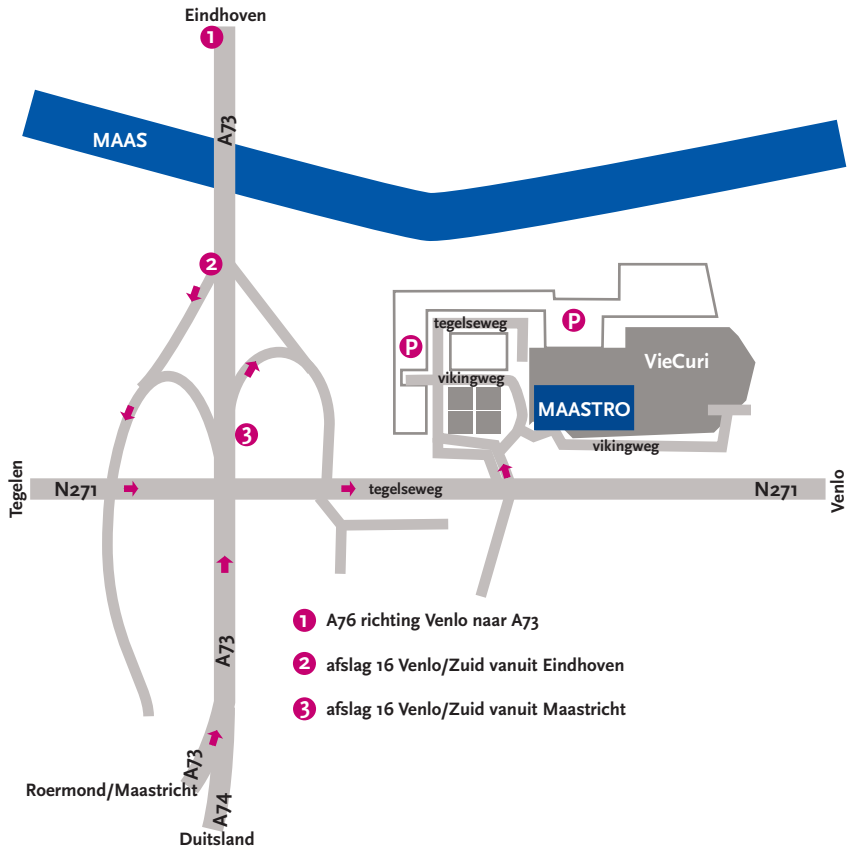 Eindhoven
1
A73
MAAS
2
P
tegelseweg
P
VieCuri
vikingweg
MAASTRO
3
vikingweg
Tegelen
N271
tegelseweg
N271
Venlo
1 A76 richting Venlo naar A73
A73
2 afslag 16 Venlo/Zuid vanuit Eindhoven
3 afslag 16 Venlo/Zuid vanuit Maastricht
A73
Roermond/Maastricht
A74
Duitsland